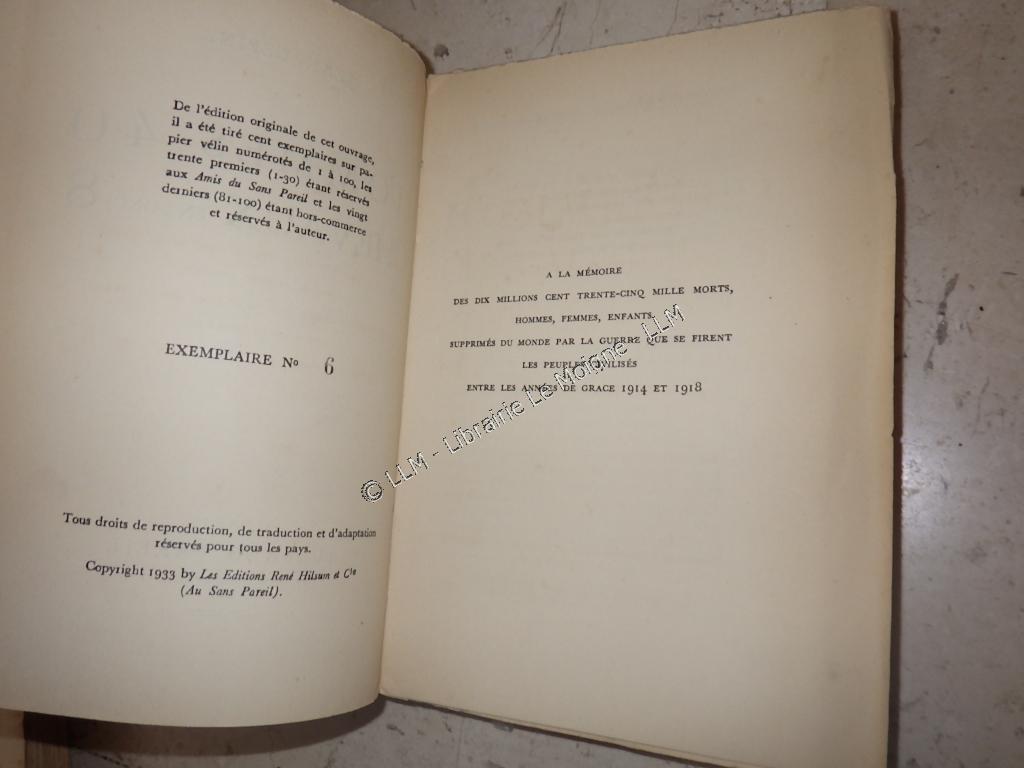 De l'édition originale de cet ouvrage,
il a été tiré cent exemplaires sur pa-
pier vélin numérotés de 1 à 100, les
trente premiers (1-30) étant réservés
aux Amis du Sans Pareil et les vingt
derniers (81-100) étant hors-commerce
et réservés à l'auteur.
EXEMPLAIRE No 6
Tous droits de reproduction, de traduction et d'adaptation
réservés pour tous les pays.
Copyright 1933 by Les Editions René Hilsum et Cie
(Au Sans Pareil).
A LA MÉMOIRE
DES DIX MILLIONS CENT TRENTE-CINQ MILLE MORTS,
HOMMES, FEMMES, ENFANTS,
SUPPRIMÉS DU MONDE PAR LA GUERRE QUE SE FIRENT
LES PEUPLES CIVILISÉS
ENTRE LES ANNÉES DE GRACE 1914 ET 1918
© LLM - Librairie Le Moigne LLM